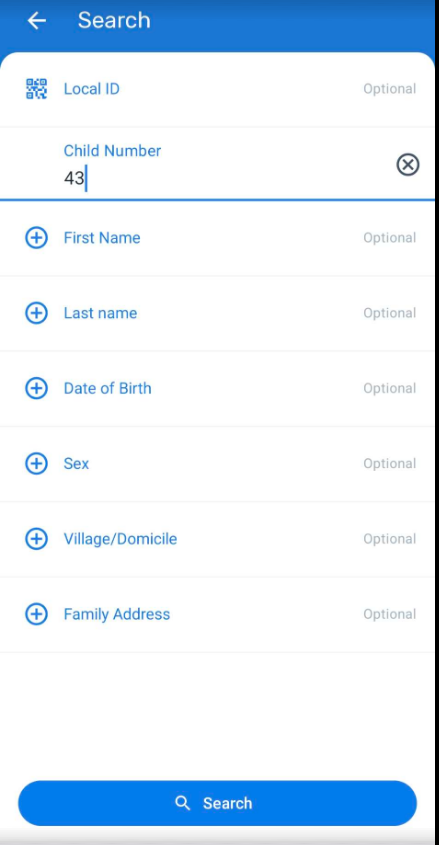 Search
Local ID Optional
Child Number
43
First Name Optional
Last name Optional
Date of Birth Optional
Sex Optional
Village/Domicile Optional
Family Address Optional
Search